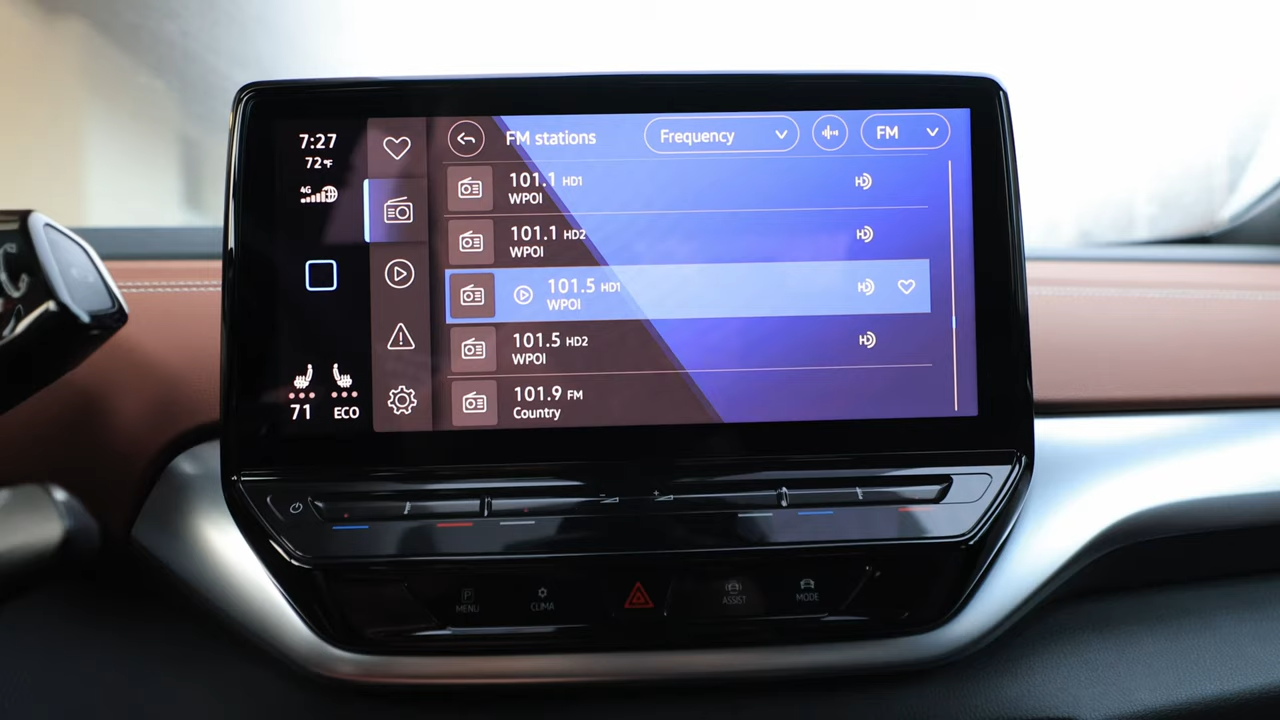 7:27
72°F
4G
FM stations
Frequency
FM
101.1 HD1
WPOI
101.1 HD2
WPOI
101.5 HD1
WPOI
101.5 HD2
WPOI
101.9 FM
Country
71
ECO
P
MENU
CLIMA
ASSIST
MODE